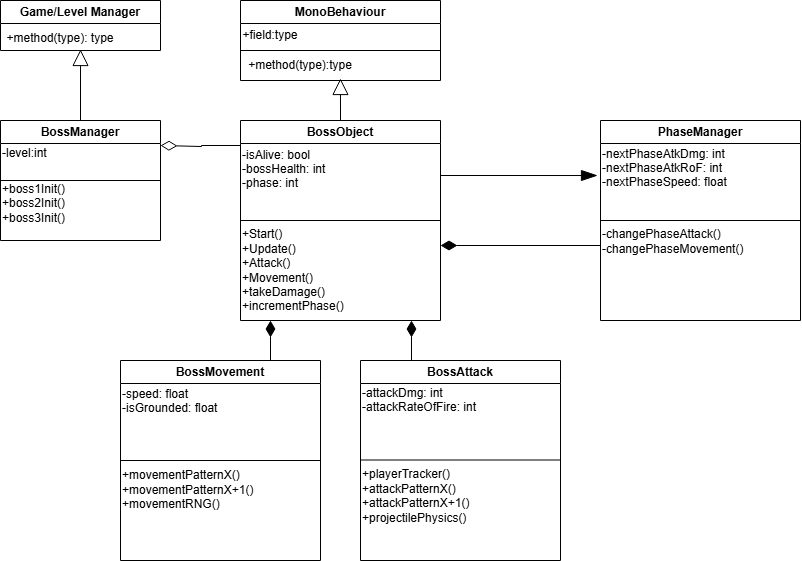 Game/Level Manager
+method(type): type
MonoBehaviour
+field:type
+method(type):type
BossManager
-level:int
+boss1Init()
+boss2Init()
+boss3Init()
BossObject
-isAlive: bool
-bossHealth: int
-phase: int
+Start()
+Update()
+Attack()
+Movement()
+takeDamage()
+incrementPhase()
PhaseManager
-nextPhaseAtkDmg: int
-nextPhaseAtkRoF: int
-nextPhaseSpeed: float
-changePhaseAttack()
-changePhaseMovement()
BossMovement
-speed: float
-isGrounded: float
+movementPatternX()
+movementPatternX+1()
+movementRNG()
BossAttack
-attackDmg: int
-attackRateOfFire: int
+playerTracker()
+attackPatternX()
+attackPatternX+1()
+projectilePhysics()